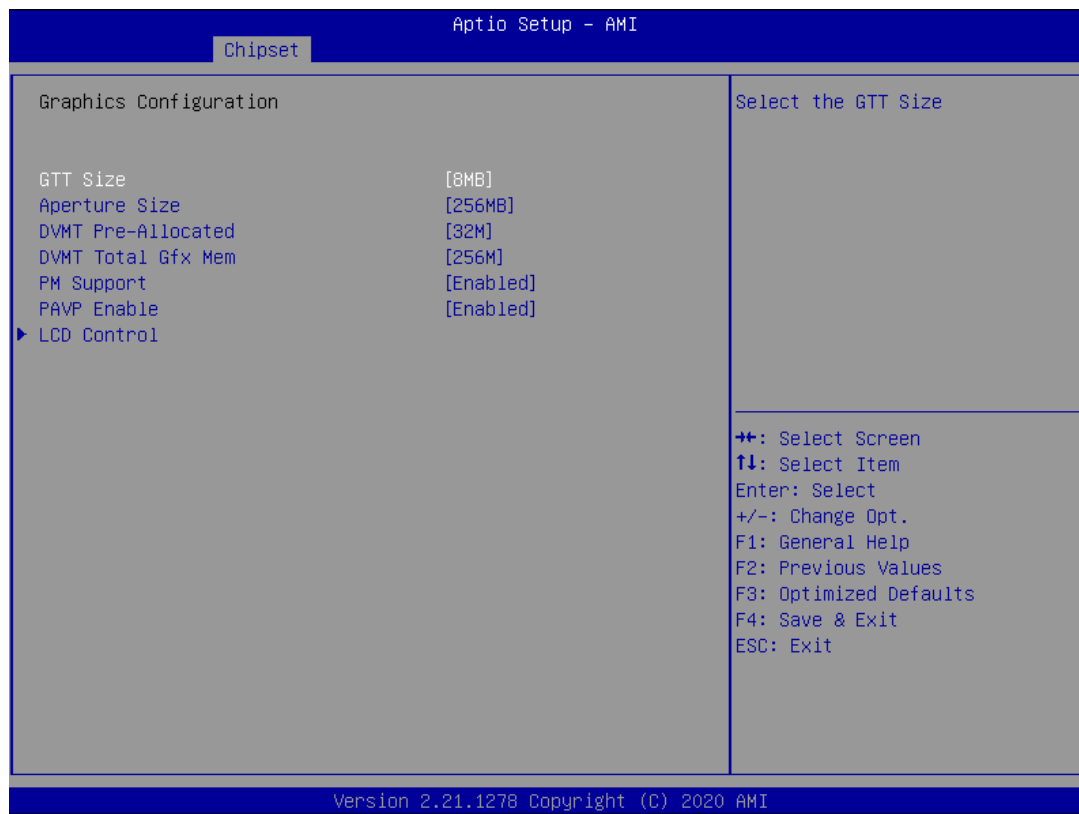 Aptio Setup – AMI
Chipset
Graphics Configuration
GTT Size [8MB]
Aperture Size [256MB]
DVMT Pre-Allocated [32M]
DVMT Total Gfx Mem [256M]
PM Support [Enabled]
PAVP Enable [Enabled]
LCD Control
Select the GTT Size
→←: Select Screen
↑↓: Select Item
Enter: Select
+/-: Change Opt.
F1: General Help
F2: Previous Values
F3: Optimized Defaults
F4: Save & Exit
ESC: Exit
Version 2.21.1278 Copyright (C) 2020 AMI